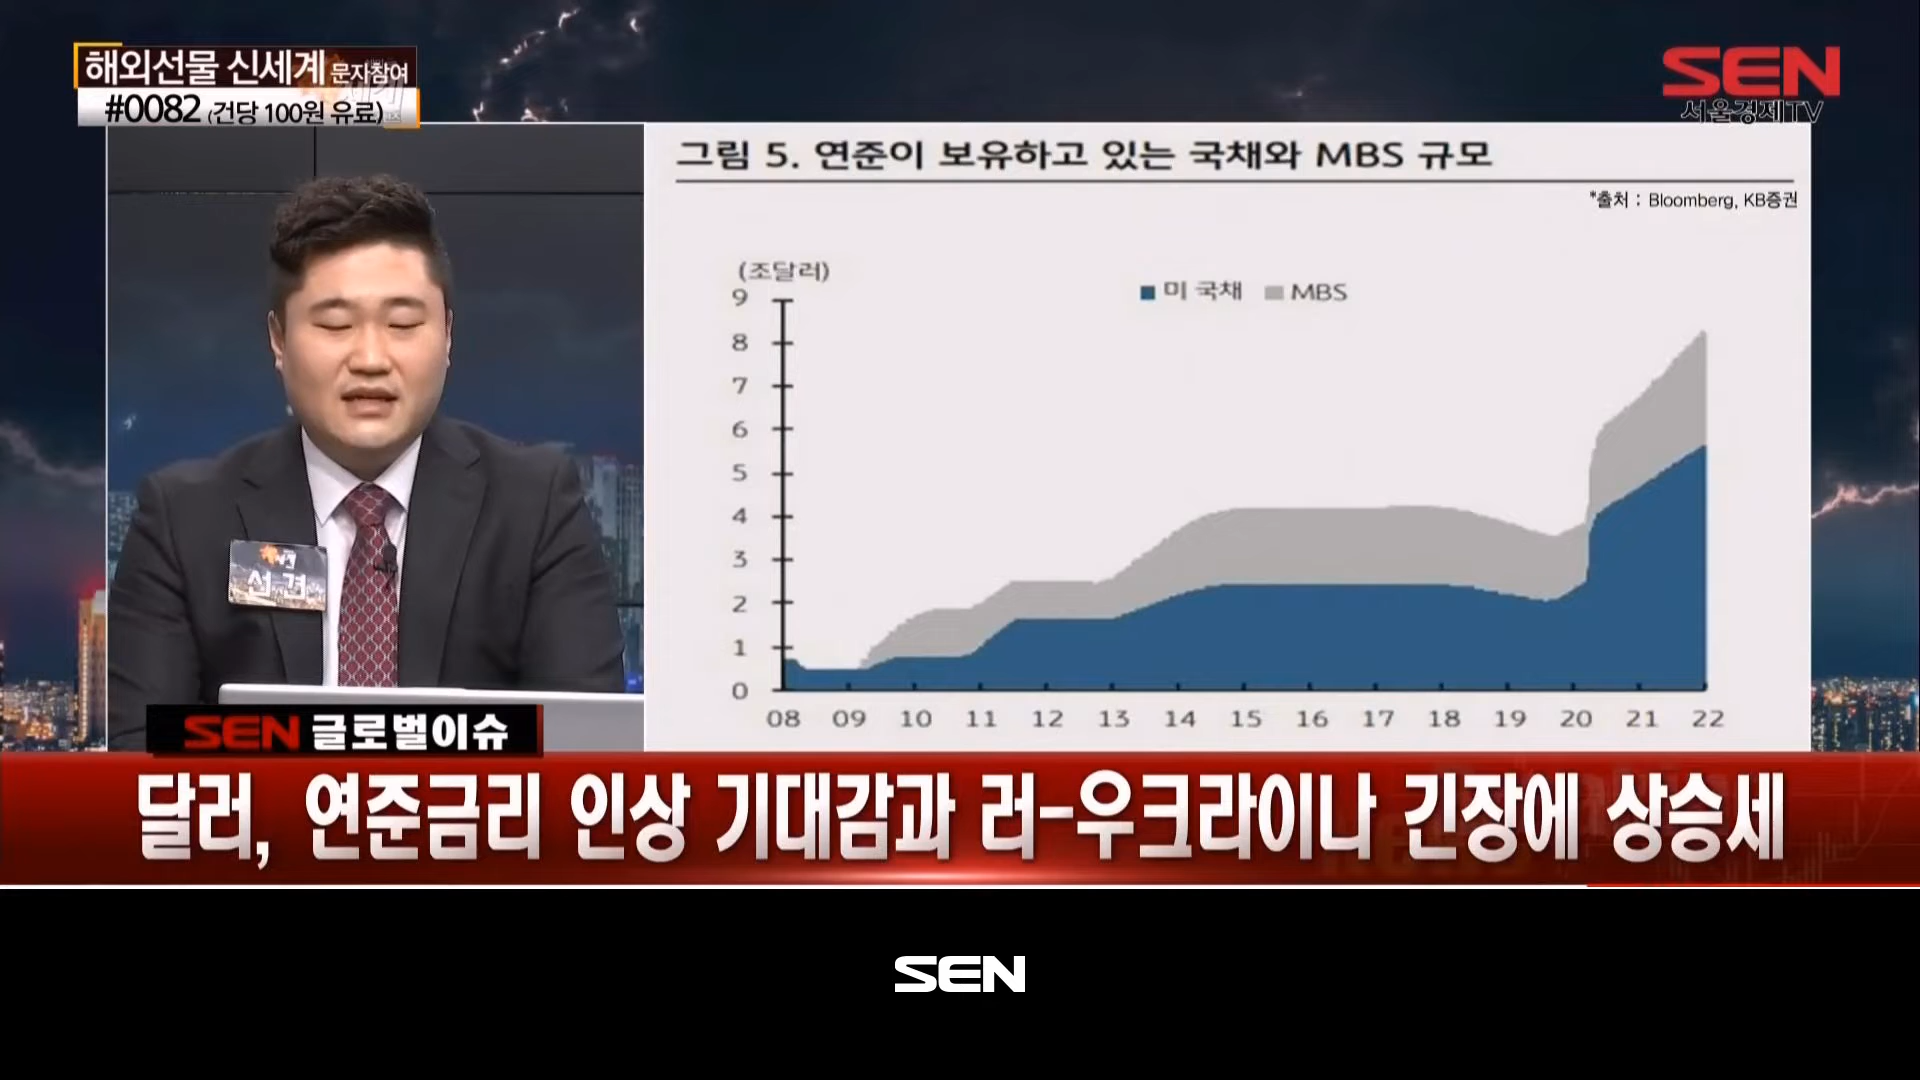 해외선물 신세계 문자참여
#0082 (건당 100원 유료)
SEN
서울경제TV
그림 5. 연준이 보유하고 있는 국채와 MBS 규모
*출처 : Bloomberg, KB증권
(조달러)
미 국채 MBS
9
8
7
6
5
4
3
2
1
0
08 09 10 11 12 13 14 15 16 17 18 19 20 21 22
선견
SEN 글로벌이슈
달러, 연준금리 인상 기대감과 러-우크라이나 긴장에 상승세
SEN